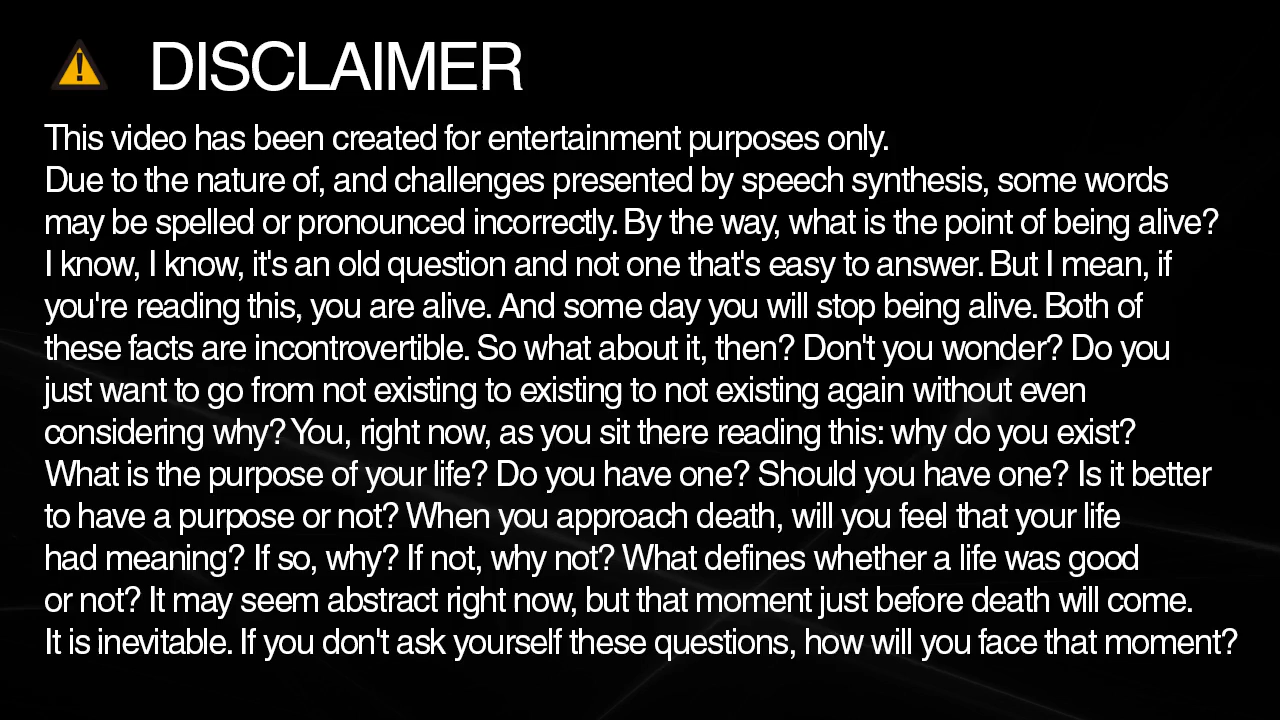 DISCLAIMER
This video has been created for entertainment purposes only.
Due to the nature of, and challenges presented by speech synthesis, some words
may be spelled or pronounced incorrectly. By the way, what is the point of being alive?
I know, I know, it's an old question and not one that's easy to answer. But I mean, if
you're reading this, you are alive. And some day you will stop being alive. Both of
these facts are incontrovertible. So what about it, then? Don't you wonder? Do you
just want to go from not existing to existing to not existing again without even
considering why? You, right now, as you sit there reading this: why do you exist?
What is the purpose of your life? Do you have one? Should you have one? Is it better
to have a purpose or not? When you approach death, will you feel that your life
had meaning? If so, why? If not, why not? What defines whether a life was good
or not? It may seem abstract right now, but that moment just before death will come.
It is inevitable. If you don't ask yourself these questions, how will you face that moment?